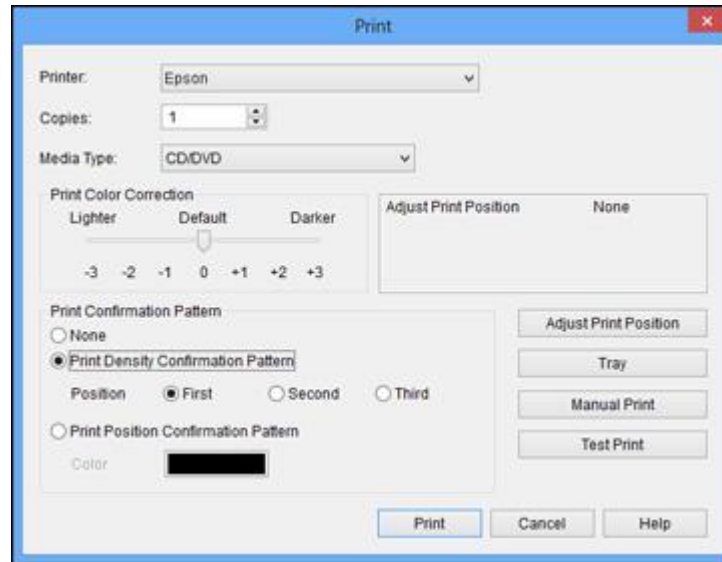 Print
Printer: Epson
Copies: 1
Media Type: CD/DVD
Print Color Correction
Lighter Default Darker
-3 -2 -1 0 +1 +2 +3
Adjust Print Position None
Print Confirmation Pattern
None
Print Density Confirmation Pattern
Position First Second Third
Print Position Confirmation Pattern
Color
Adjust Print Position
Tray
Manual Print
Test Print
Print Cancel Help